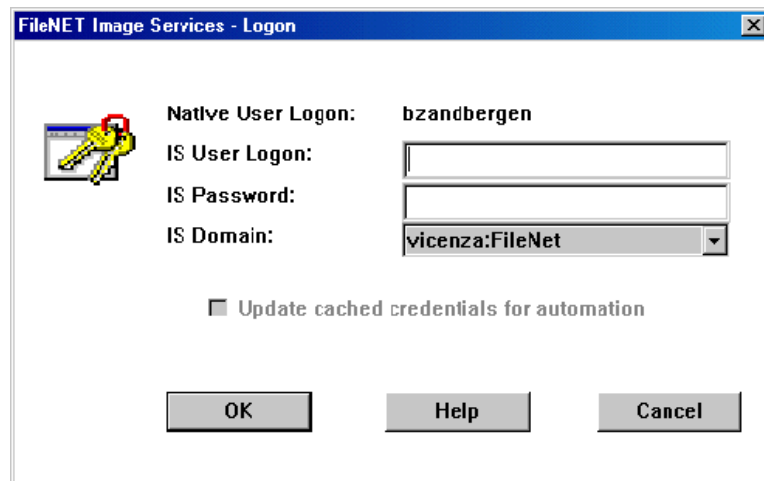 FileNET Image Services - Logon
Native User Logon: bzandbergen
IS User Logon:
IS Password:
IS Domain: vicenza:FileNet
Update cached credentials for automation
OK Help Cancel